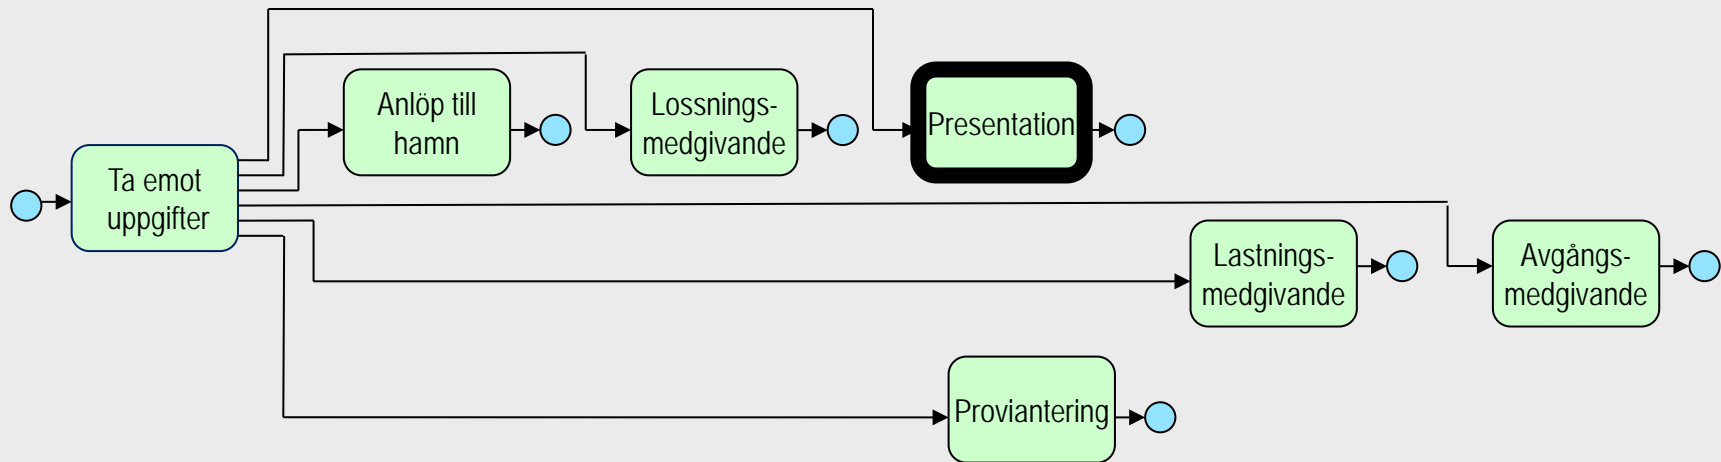 Anlöp till
hamn
Lossnings-
medgivande
Presentation
Ta emot
uppgifter
Lastnings-
medgivande
Avgångs-
medgivande
Proviantering